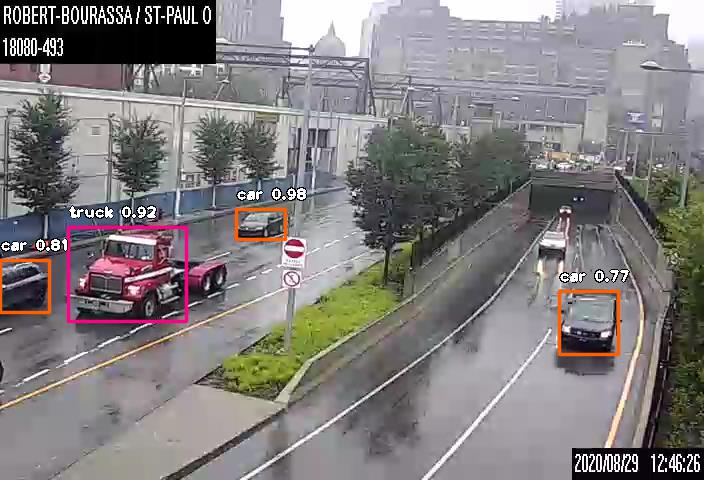 ROBERT-BOURASSA / ST-PAUL O
18080-493
car 0.98
truck 0.92
car 0.81
car 0.77
2020/08/29 12:46:26